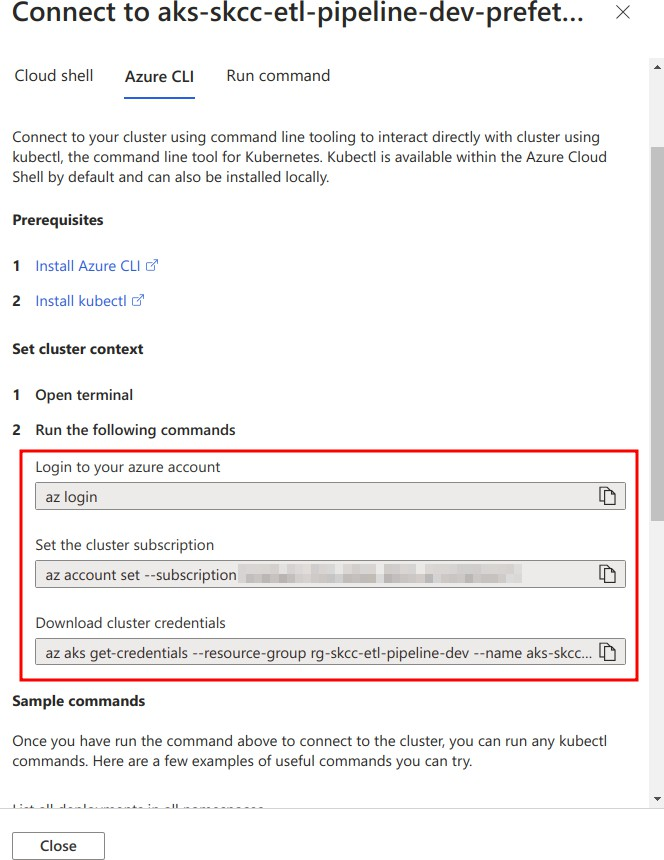 Connect to aks-skcc-etl-pipeline-dev-prefet...
Cloud shell
Azure CLI
Run command
Connect to your cluster using command line tooling to interact directly with cluster using
kubectl, the command line tool for Kubernetes. Kubectl is available within the Azure Cloud
Shell by default and can also be installed locally.
Prerequisites
1 Install Azure CLI
2 Install kubectl
Set cluster context
1 Open terminal
2 Run the following commands
Login to your azure account
az login
Set the cluster subscription
az account set --subscription
Download cluster credentials
az aks get-credentials --resource-group rg-skcc-etl-pipeline-dev --name aks-skcc...
Sample commands
Once you have run the command above to connect to the cluster, you can run any kubectl
commands. Here are a few examples of useful commands you can try.
List all deployments in all namespaces
Close